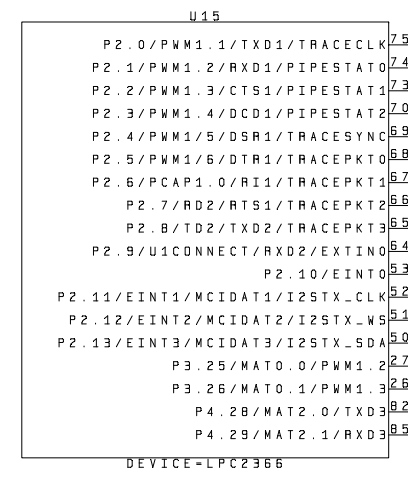 U15
P2.0/PWM1.1/TXD1/TRACECLK 75
P2.1/PWM1.2/RXD1/PIPESTAT0 74
P2.2/PWM1.3/CTS1/PIPESTAT1 73
P2.3/PWM1.4/DCD1/PIPESTAT2 70
P2.4/PWM1/5/DSR1/TRACESYNC 69
P2.5/PWM1/6/DTR1/TRACEPKT0 68
P2.6/PCAP1.0/RI1/TRACEPKT1 67
P2.7/RD2/RTS1/TRACEPKT2 66
P2.8/TD2/TXD2/TRACEPKT3 65
P2.9/U1CONNECT/RXD2/EXTIN0 64
P2.10/EINT0 53
P2.11/EINT1/MCIDAT1/I2STX_CLK 52
P2.12/EINT2/MCIDAT2/I2STX_WS 51
P2.13/EINT3/MCIDAT3/I2STX_SDA 50
P3.25/MAT0.0/PWM1.2 27
P3.26/MAT0.1/PWM1.3 26
P4.28/MAT2.0/TXD3 82
P4.29/MAT2.1/RXD3 85
DEVICE=LPC2366